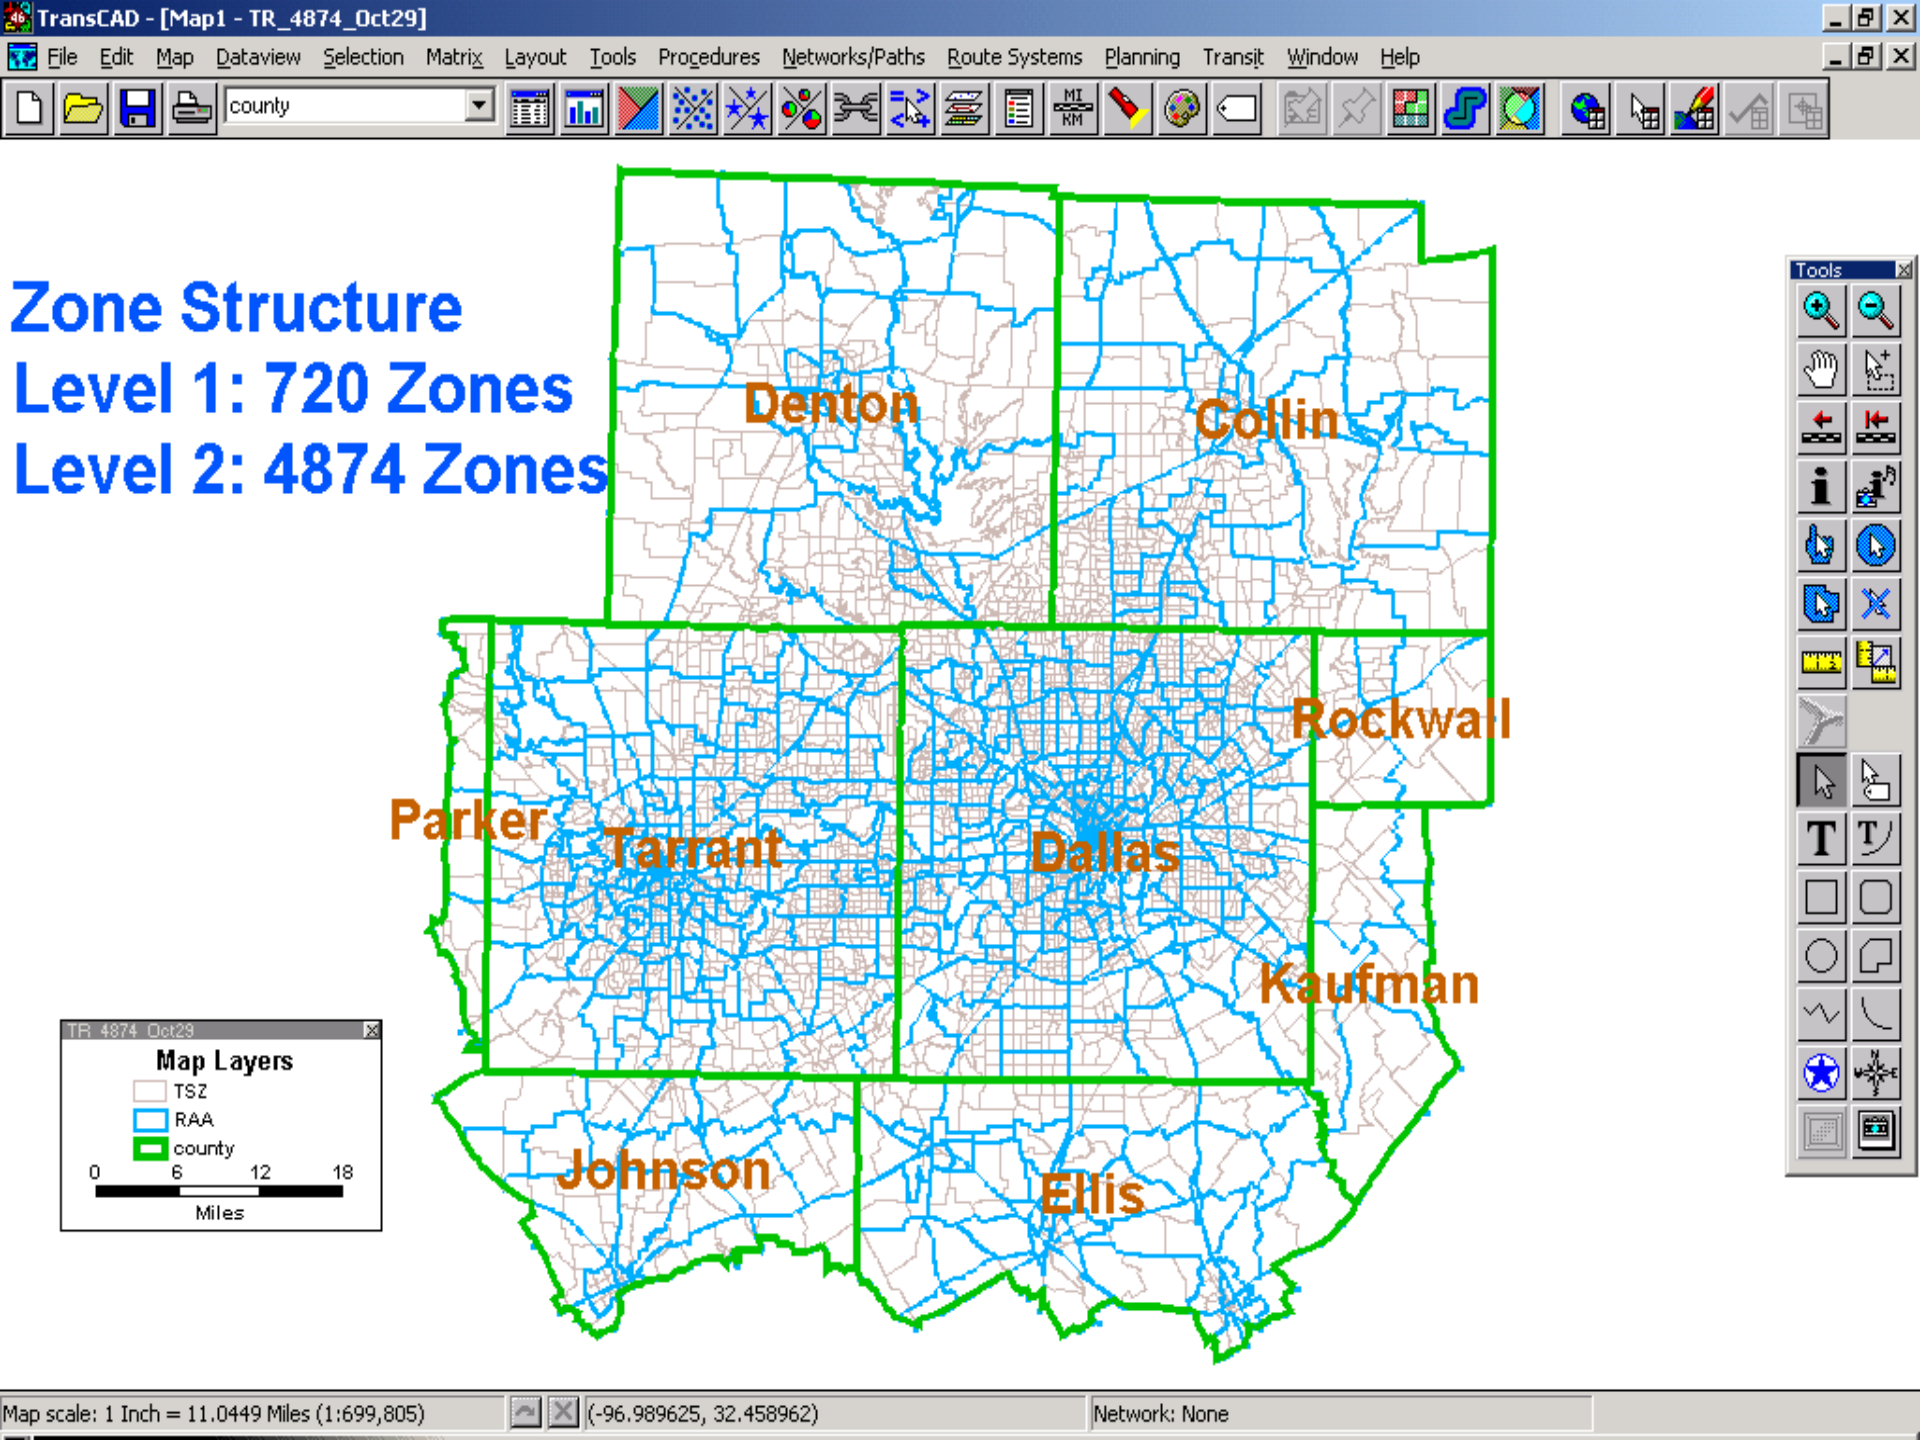 TransCAD - [Map1 - TR_4874_Oct29]
File Edit Map Dataview Selection Matrix Layout Tools Procedures Networks/Paths Route Systems Planning Transit Window Help
county
MI
KM
Zone Structure
Level 1: 720 Zones
Level 2: 4874 Zones
Tools
Denton
Collin
Rockwall
Parker
Tarrant
Dallas
Kaufman
Johnson
Ellis
TR_4874_Oct29
Map Layers
TSZ
RAA
county
0 6 12 18
Miles
Map scale: 1 Inch = 11.0449 Miles (1:699,805)
(-96.989625, 32.458962)
Network: None